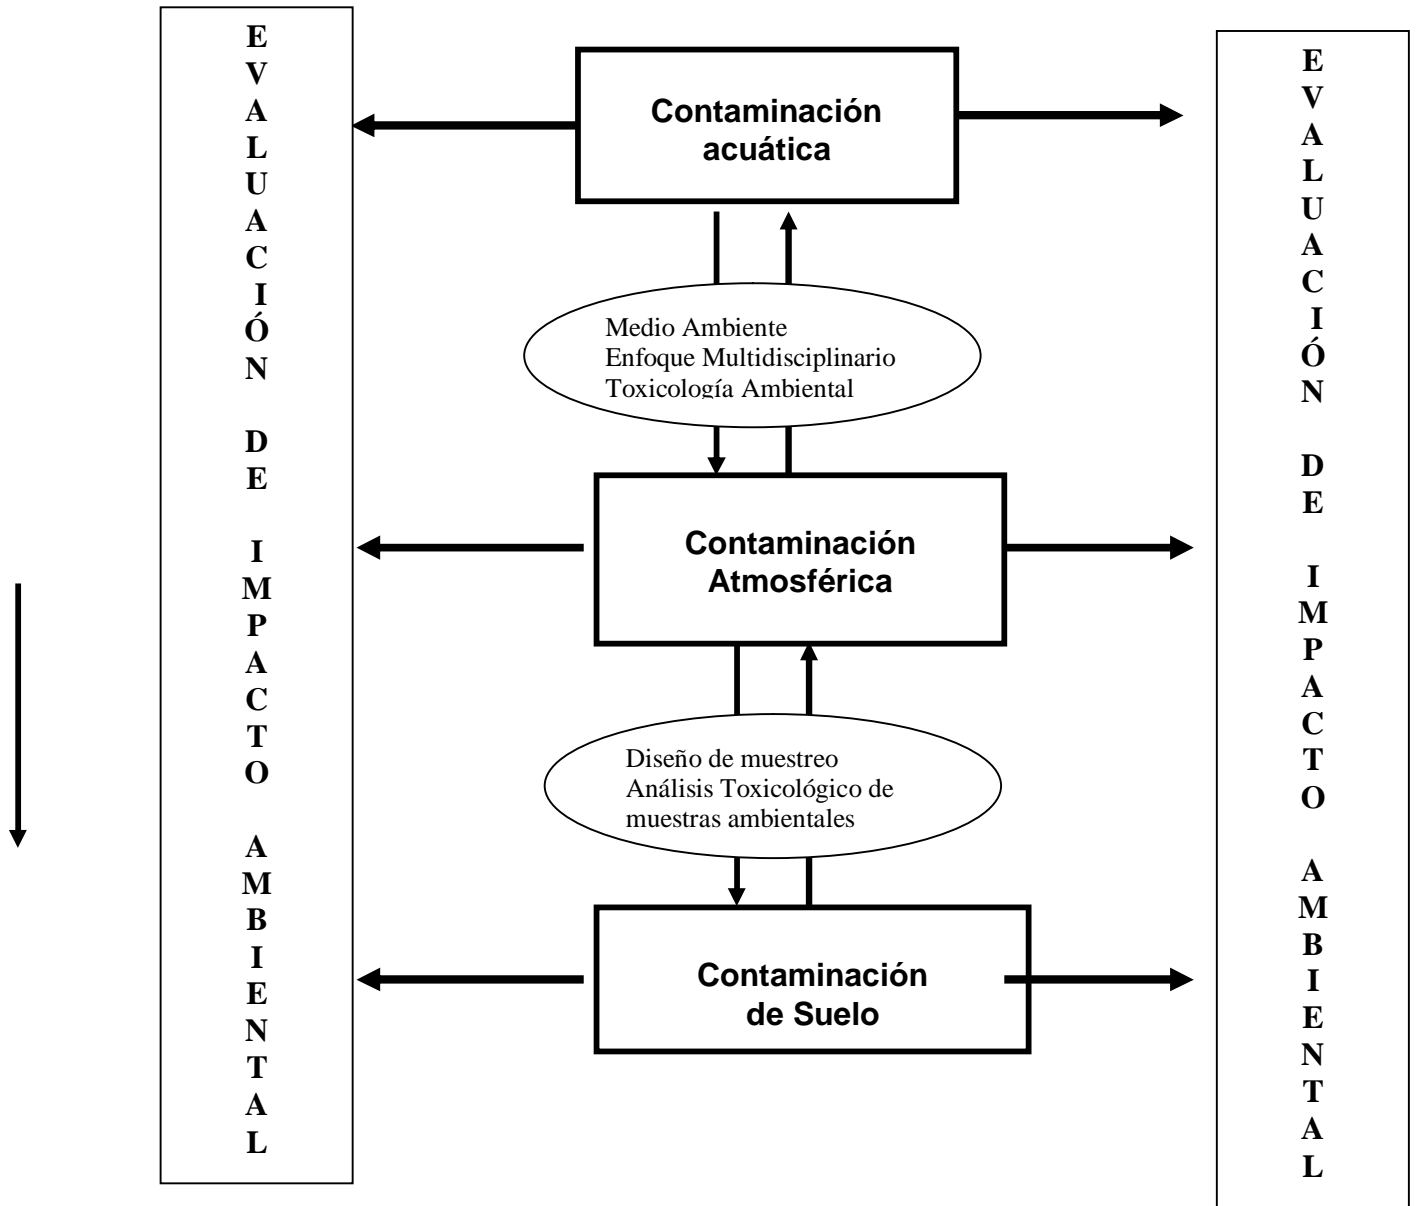 EVALUACIÓN DE IMPACTO AMBIENTAL
Contaminación
acuática
Medio Ambiente
Enfoque Multidisciplinario
Toxicología Ambiental
Contaminación
Atmosférica
Diseño de muestreo
Análisis Toxicológico de
muestras ambientales
Contaminación
de Suelo
EVALUACIÓN DE IMPACTO AMBIENTAL